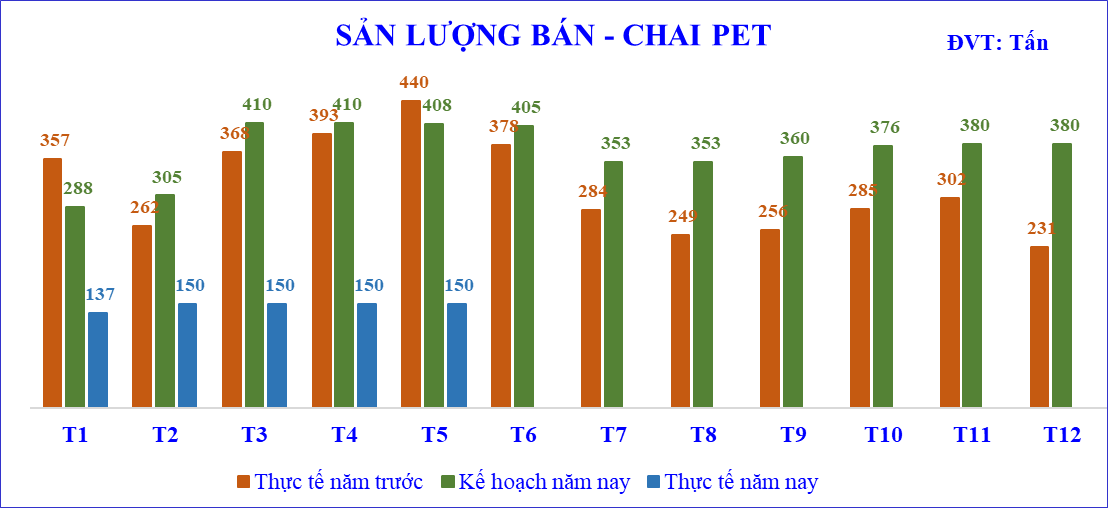 SẢN LƯỢNG BÁN - CHAI PET
ĐVT: Tấn
357 288 137
262 305 150
368 410 150
393 410 150
440 408 150
378 405
284 353
249 353
256 360
285 376
302 380
231 380
T1 T2 T3 T4 T5 T6 T7 T8 T9 T10 T11 T12
Thực tế năm trước Kế hoạch năm nay Thực tế năm nay